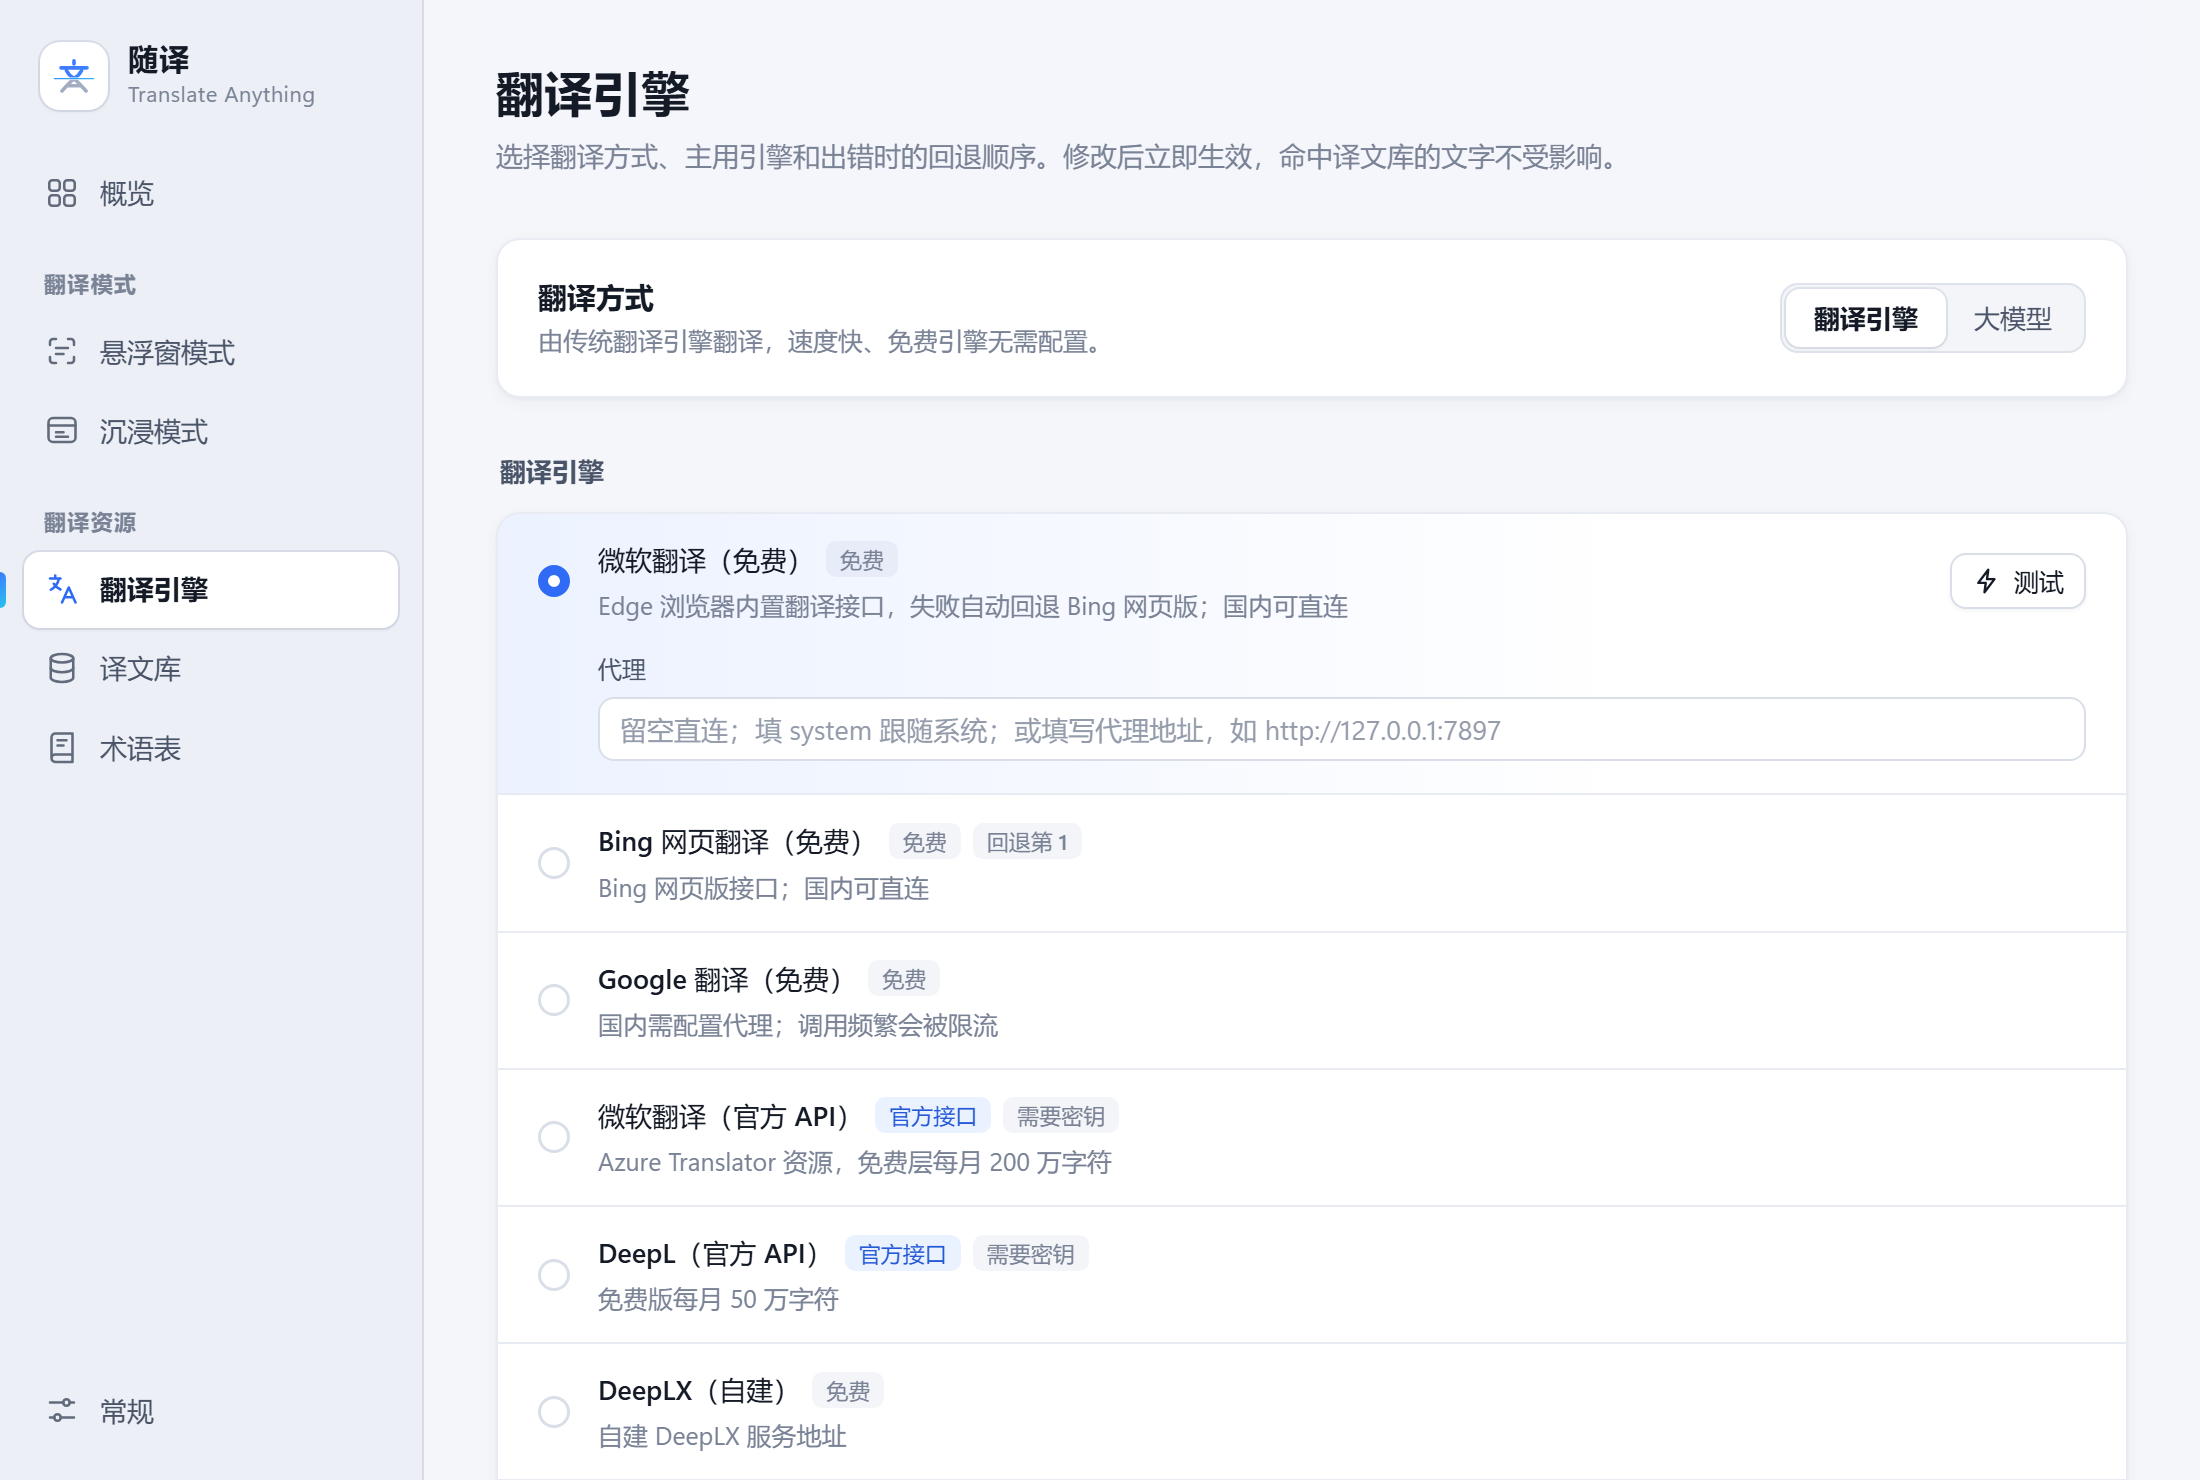 随译
Translate Anything
概览
翻译模式
悬浮窗模式
沉浸模式
翻译资源
翻译引擎
译文库
术语表
常规
翻译引擎
选择翻译方式、主用引擎和出错时的回退顺序。修改后立即生效，命中译文库的文字不受影响。
翻译方式
由传统翻译引擎翻译，速度快、免费引擎无需配置。
翻译引擎 大模型
翻译引擎
微软翻译（免费） 免费
Edge 浏览器内置翻译接口，失败自动回退 Bing 网页版；国内可直连
测试
代理
留空直连；填 system 跟随系统；或填写代理地址，如 http://127.0.0.1:7897
Bing 网页翻译（免费） 免费 回退第 1
Bing 网页版接口；国内可直连
Google 翻译（免费） 免费
国内需配置代理；调用频繁会被限流
微软翻译（官方 API） 官方接口 需要密钥
Azure Translator 资源，免费层每月 200 万字符
DeepL（官方 API） 官方接口 需要密钥
免费版每月 50 万字符
DeepLX（自建） 免费
自建 DeepLX 服务地址